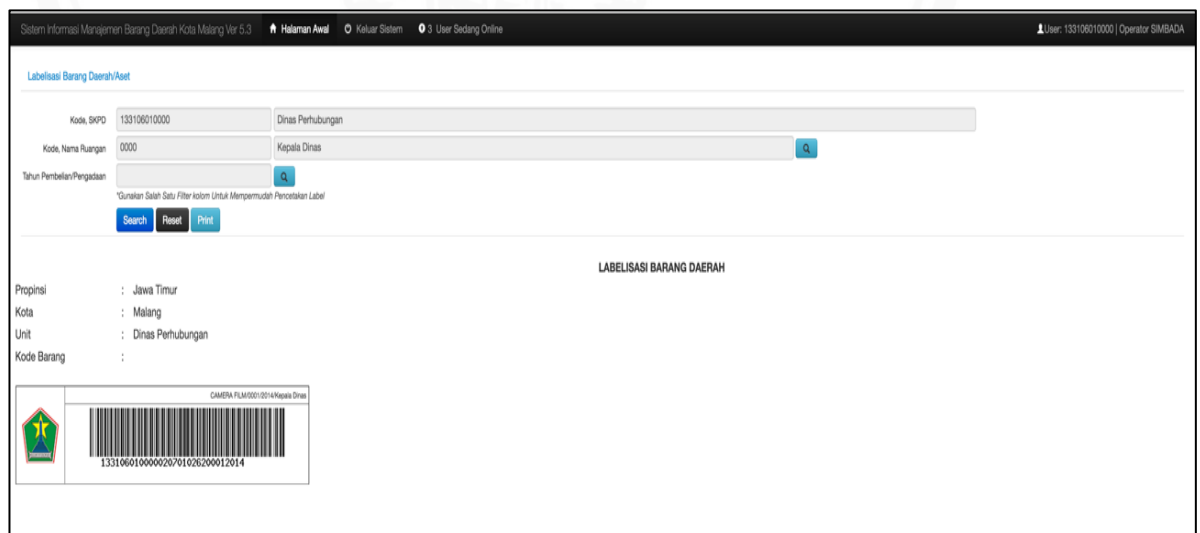 Sistem Informasi Manajemen Barang Daerah Kota Malang Ver 5.3 Halaman Awal Keluar Sistem 3 User Sedang Online User: 133106010000 | Operator SIMBADA
Labelisasi Barang Daerah/Aset
Kode, SKPD 133106010000 Dinas Perhubungan
Kode, Nama Ruangan 0000 Kepala Dinas
Tahun Pembelian/Pengadaan
*Gunakan Salah Satu Filter kolom Untuk Mempermudah Pencetakan Label
Search Reset Print
LABELISASI BARANG DAERAH
Propinsi : Jawa Timur
Kota : Malang
Unit : Dinas Perhubungan
Kode Barang :
CAMERA FILM/0001/2014/Kepala Dinas
13310601000002070102620001​2014